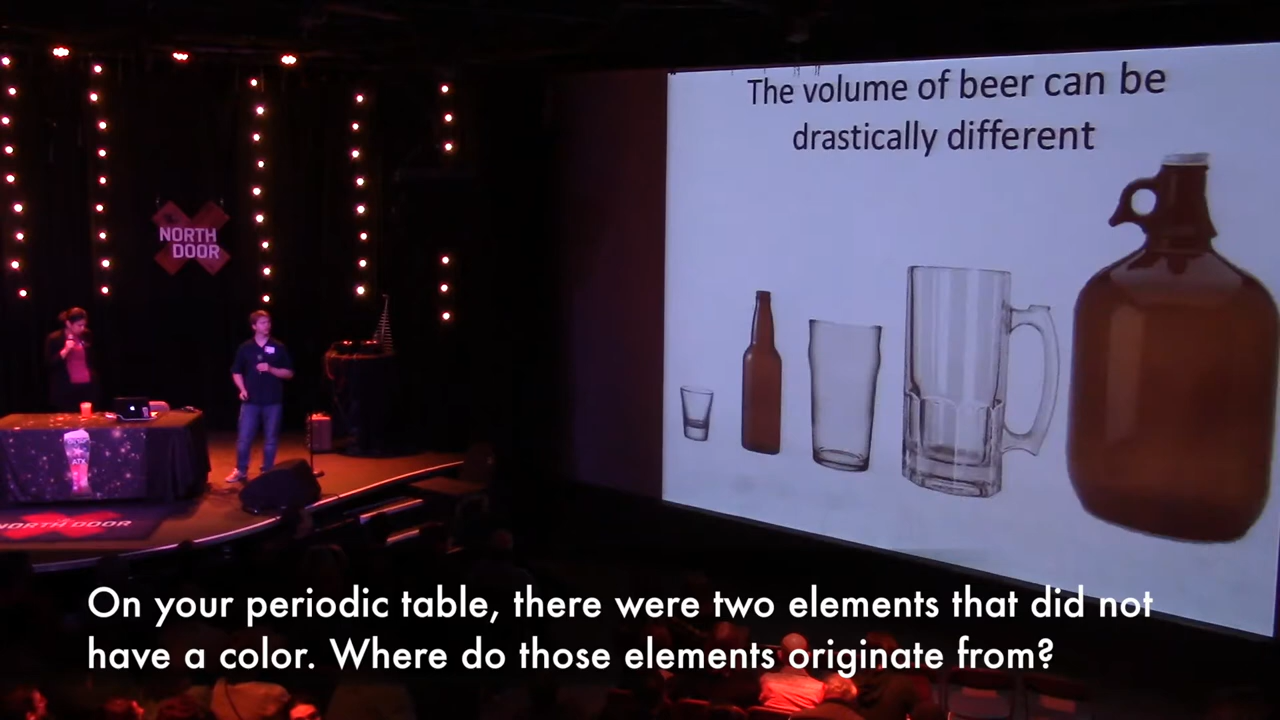 The volume of beer can be
drastically different
NORTH
DOOR
ATX
NORTH DOOR
On your periodic table, there were two elements that did not
have a color. Where do those elements originate from?